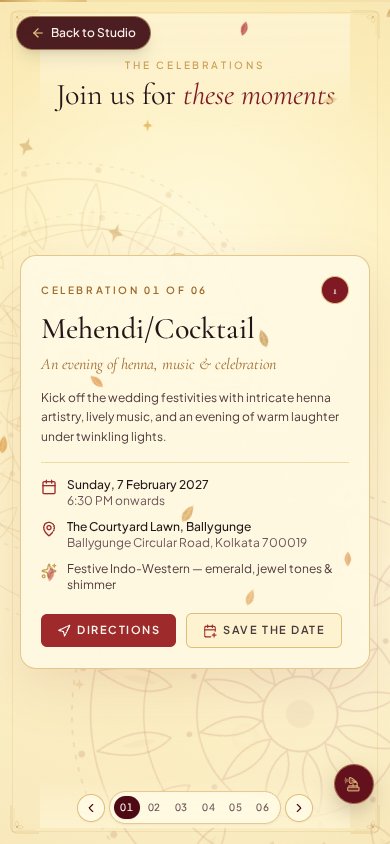 Back to Studio
THE CELEBRATIONS
Join us for these moments
CELEBRATION 01 OF 06
Mehendi/Cocktail
An evening of henna, music & celebration
Kick off the wedding festivities with intricate henna
artistry, lively music, and an evening of warm laughter
under twinkling lights.
Sunday, 7 February 2027
6:30 PM onwards
The Courtyard Lawn, Ballygunge
Ballygunge Circular Road, Kolkata 700019
Festive Indo-Western — emerald, jewel tones &
shimmer
DIRECTIONS
SAVE THE DATE
01 02 03 04 05 06